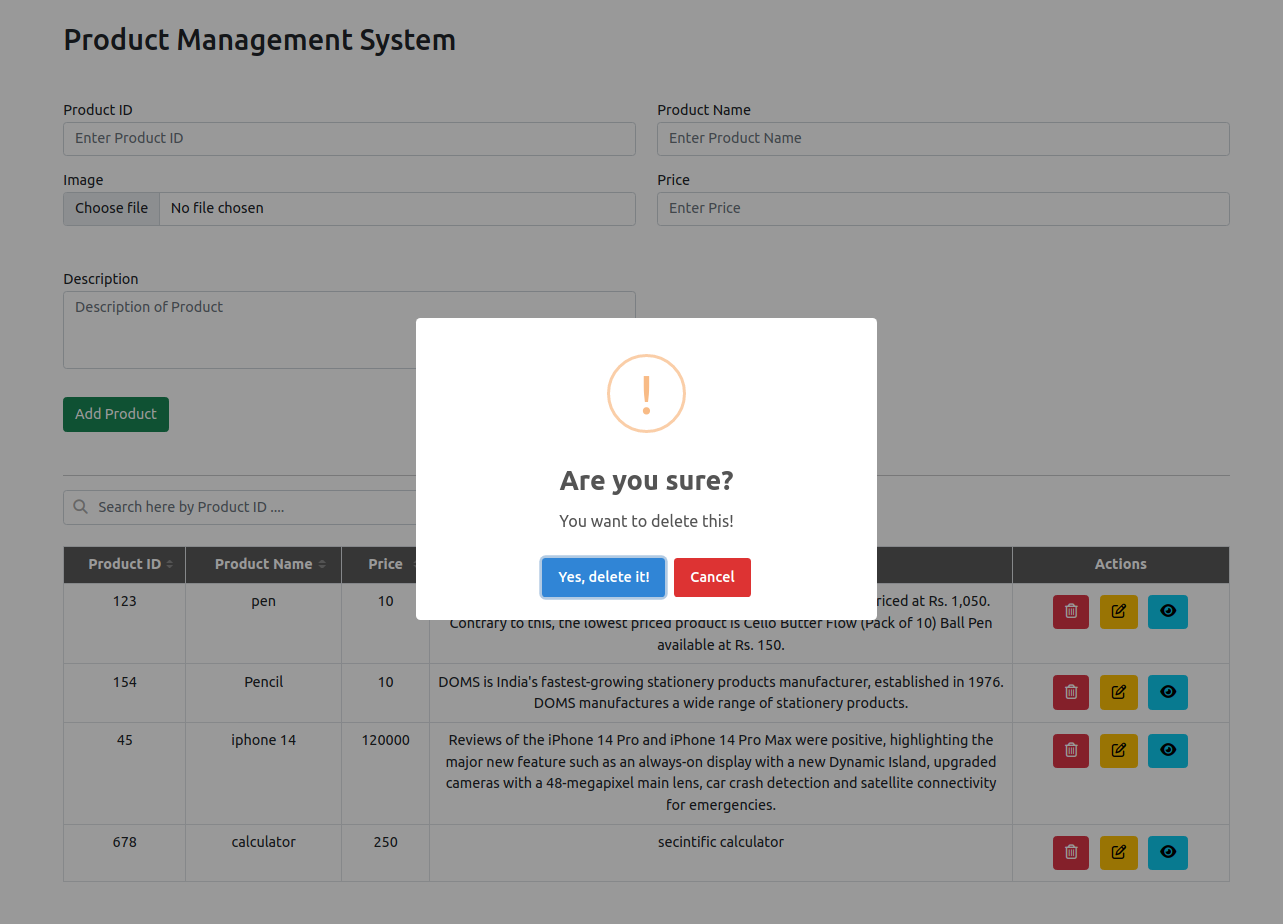 Product Management System
Product ID
Product Name
Enter Product ID
Enter Product Name
Image
Price
Choose file No file chosen
Enter Price
Description
Description of Product
Add Product
!
Are you sure?
You want to delete this!
Yes, delete it!
Cancel
Search here by Product ID ....
Product ID
Product Name
Price
Actions
123
pen
10
riced at Rs. 1,050.
Contrary to this, the lowest priced product is Cello Butter Flow (Pack of 10) Ball Pen
available at Rs. 150.
154
Pencil
10
DOMS is India's fastest-growing stationery products manufacturer, established in 1976.
DOMS manufactures a wide range of stationery products.
45
iphone 14
120000
Reviews of the iPhone 14 Pro and iPhone 14 Pro Max were positive, highlighting the
major new feature such as an always-on display with a new Dynamic Island, upgraded
cameras with a 48-megapixel main lens, car crash detection and satellite connectivity
for emergencies.
678
calculator
250
secintific calculator